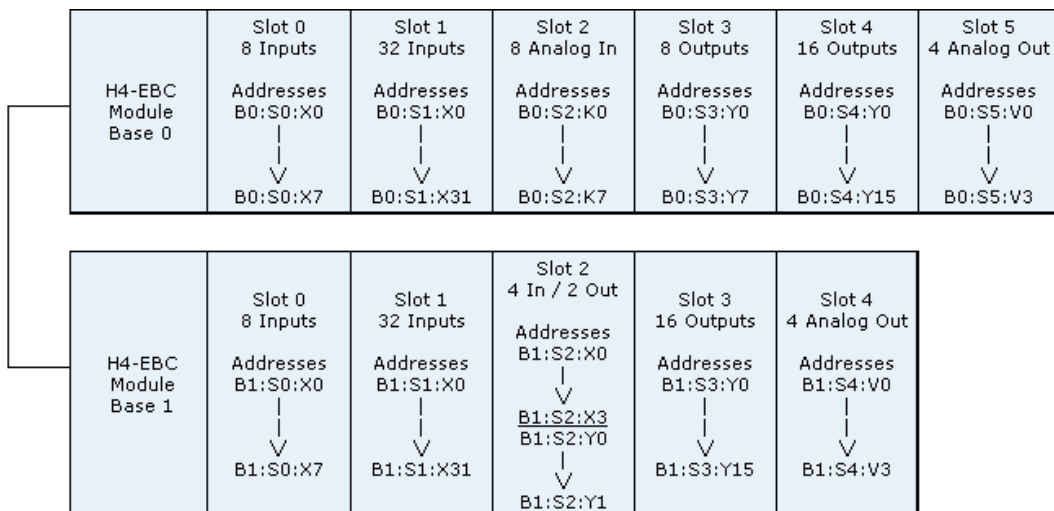 H4-EBC
Module
Base 0
Slot 0
8 Inputs
Addresses
B0:S0:X0
B0:S0:X7
Slot 1
32 Inputs
Addresses
B0:S1:X0
B0:S1:X31
Slot 2
8 Analog In
Addresses
B0:S2:K0
B0:S2:K7
Slot 3
8 Outputs
Addresses
B0:S3:Y0
B0:S3:Y7
Slot 4
16 Outputs
Addresses
B0:S4:Y0
B0:S4:Y15
Slot 5
4 Analog Out
Addresses
B0:S5:V0
B0:S5:V3
H4-EBC
Module
Base 1
Slot 0
8 Inputs
Addresses
B1:S0:X0
B1:S0:X7
Slot 1
32 Inputs
Addresses
B1:S1:X0
B1:S1:X31
Slot 2
4 In / 2 Out
Addresses
B1:S2:X0
B1:S2:X3
B1:S2:Y0
B1:S2:Y1
Slot 3
16 Outputs
Addresses
B1:S3:Y0
B1:S3:Y15
Slot 4
4 Analog Out
Addresses
B1:S4:V0
B1:S4:V3